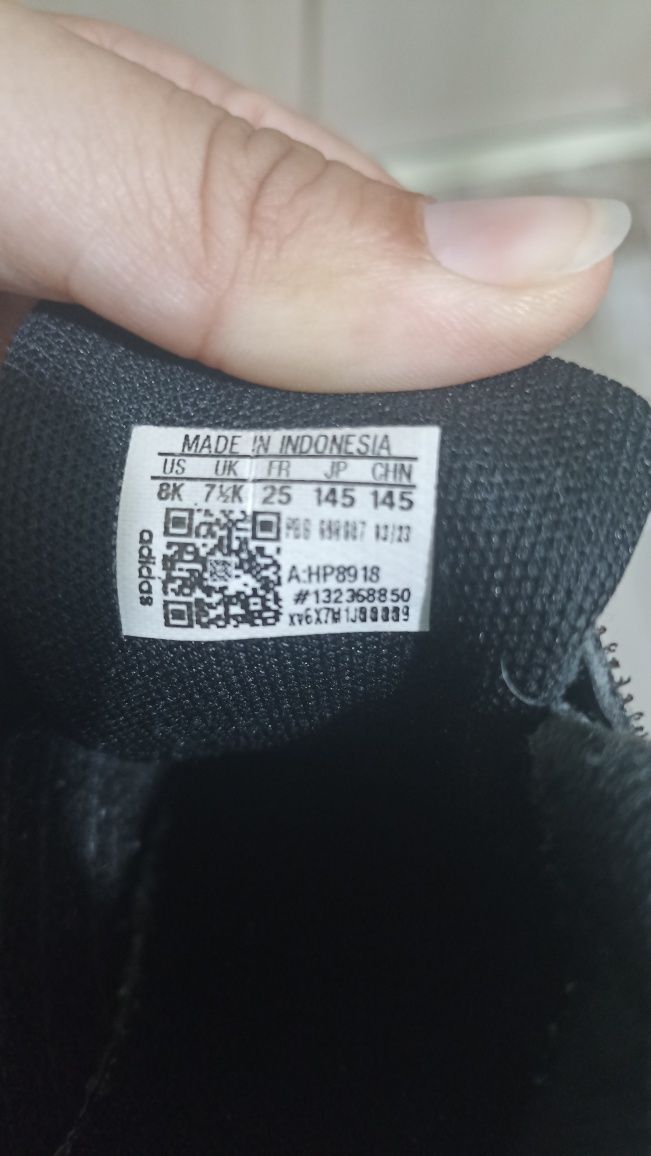 MADE IN INDONESIA
US UK FR JP CHN
8K 7½K 25 145 145
adidas
A:HP8918
#132368850